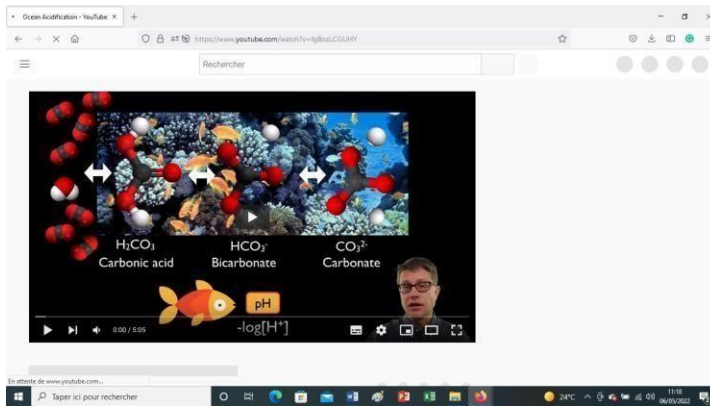 Ocean Acidification - YouTube
https://www.youtube.com/watch?v=
Rechercher
H₂CO₃ HCO₃⁻ CO₃²⁻
Carbonic acid Bicarbonate Carbonate
pH
-log[H⁺]
0:00 / 5:05
En attente de www.youtube.com...
Taper ici pour rechercher
24°C
11:18
06/05/2022